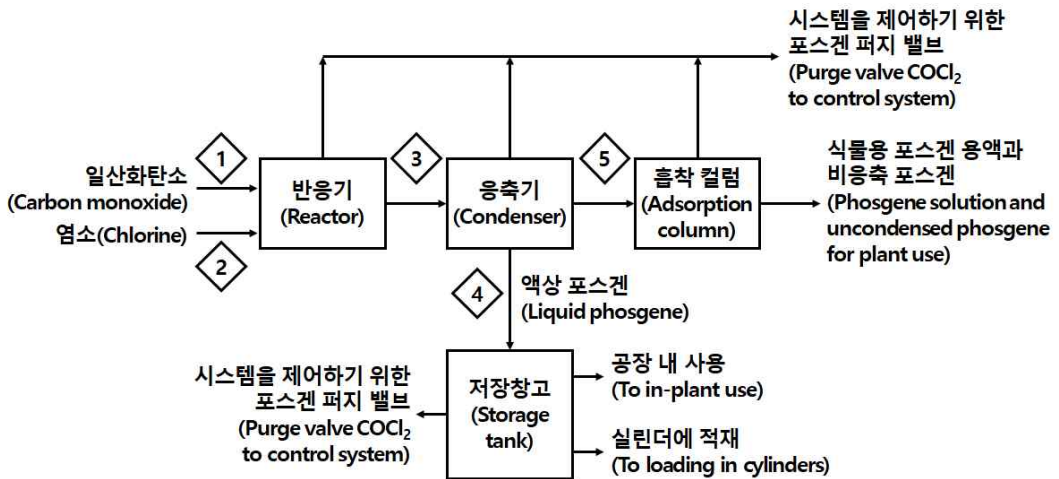 시스템을 제어하기 위한
포스겐 퍼지 밸브
(Purge valve COCl₂
to control system)
1
3
5
일산화탄소
(Carbon monoxide)
염소(Chlorine)
2
반응기
(Reactor)
응축기
(Condenser)
흡착 컬럼
(Adsorption
column)
식물용 포스겐 용액과
비응축 포스겐
(Phosgene solution and
uncondensed phosgene
for plant use)
4
액상 포스겐
(Liquid phosgene)
시스템을 제어하기 위한
포스겐 퍼지 밸브
(Purge valve COCl₂
to control system)
저장창고
(Storage
tank)
공장 내 사용
(To in-plant use)
실린더에 적재
(To loading in cylinders)